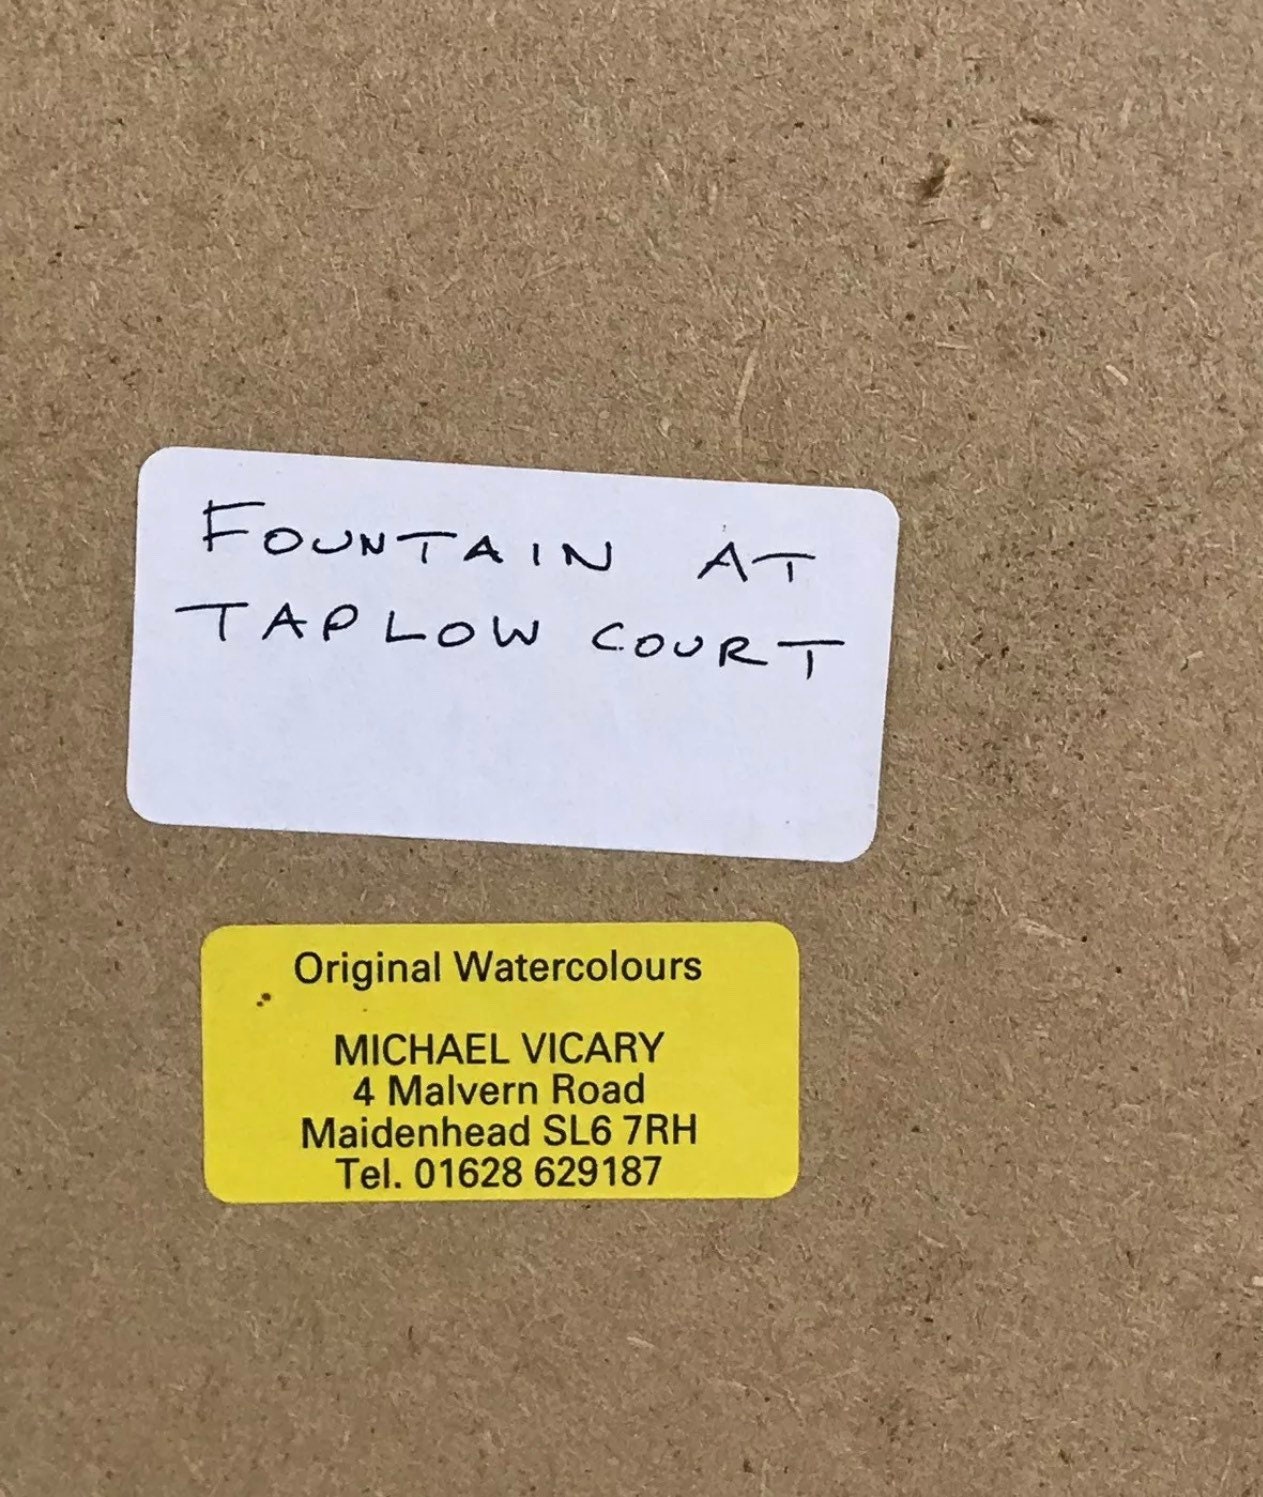 FOUNTAIN AT
TAPLOW COURT
Original Watercolours
MICHAEL VICARY
4 Malvern Road
Maidenhead SL6 7RH
Tel. 01628 629187